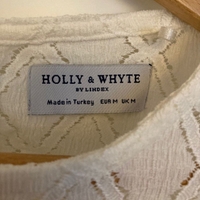 HOLLY & WHYTE
BY LINDEX
Made in Turkey EUR M UK M